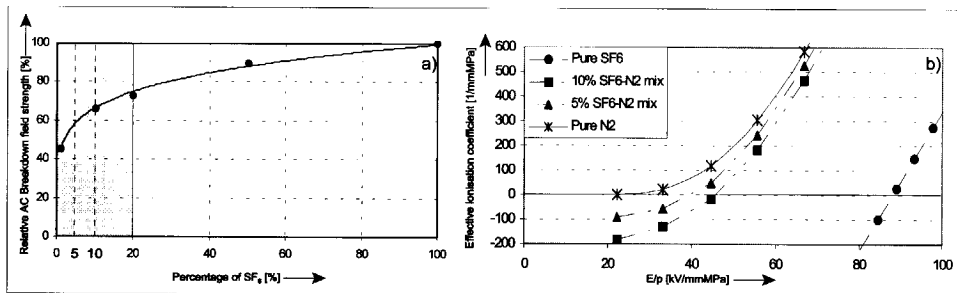 Relative AC Breakdown field strength [%]
100
80
60
40
20
0
a)
0 5 10 20 40 60 80 100
Percentage of SF₆ [%]
Effective ionisation coefficient [1/mmMPa]
600
500
400
300
200
100
0
-100
-200
Pure SF6
10% SF6-N2 mix
5% SF6-N2 mix
Pure N2
b)
0 20 40 60 80 100
E/p [kV/mmMPa]